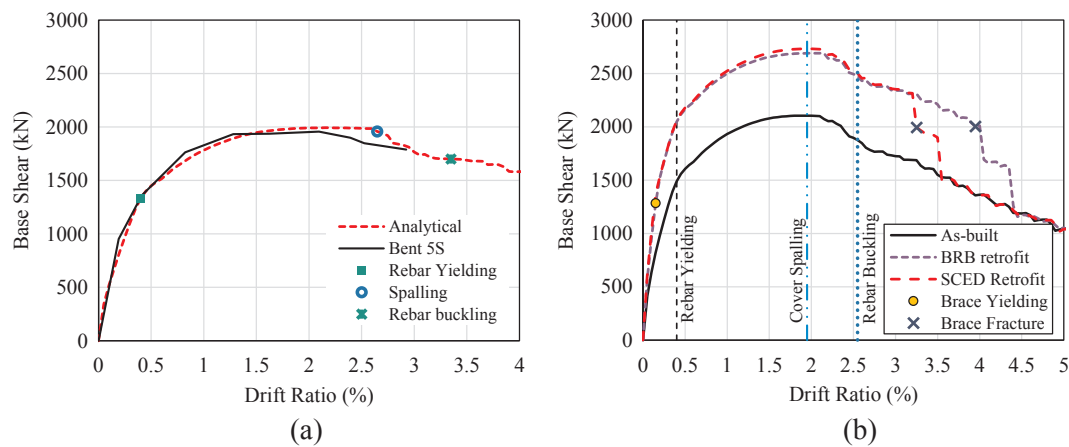 3000
2500
2000
1500
1000
500
0
Base Shear (kN)
0 0.5 1 1.5 2 2.5 3 3.5 4
Drift Ratio (%)
Analytical
Bent 5S
Rebar Yielding
Spalling
Rebar buckling
(a)
3000
2500
2000
1500
1000
500
0
Base Shear (kN)
0 0.5 1 1.5 2 2.5 3 3.5 4 4.5 5
Drift Ratio (%)
Rebar Yielding
Cover Spalling
Rebar Buckling
As-built
BRB retrofit
SCED Retrofit
Brace Yielding
Brace Fracture
(b)